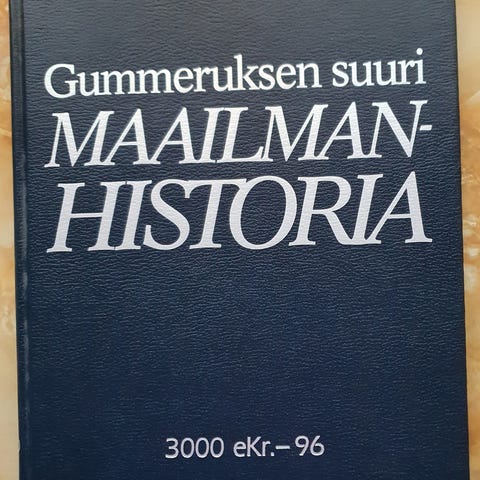 Gummeruksen suuri
MAAILMAN-
HISTORIA
3000 eKr.–96